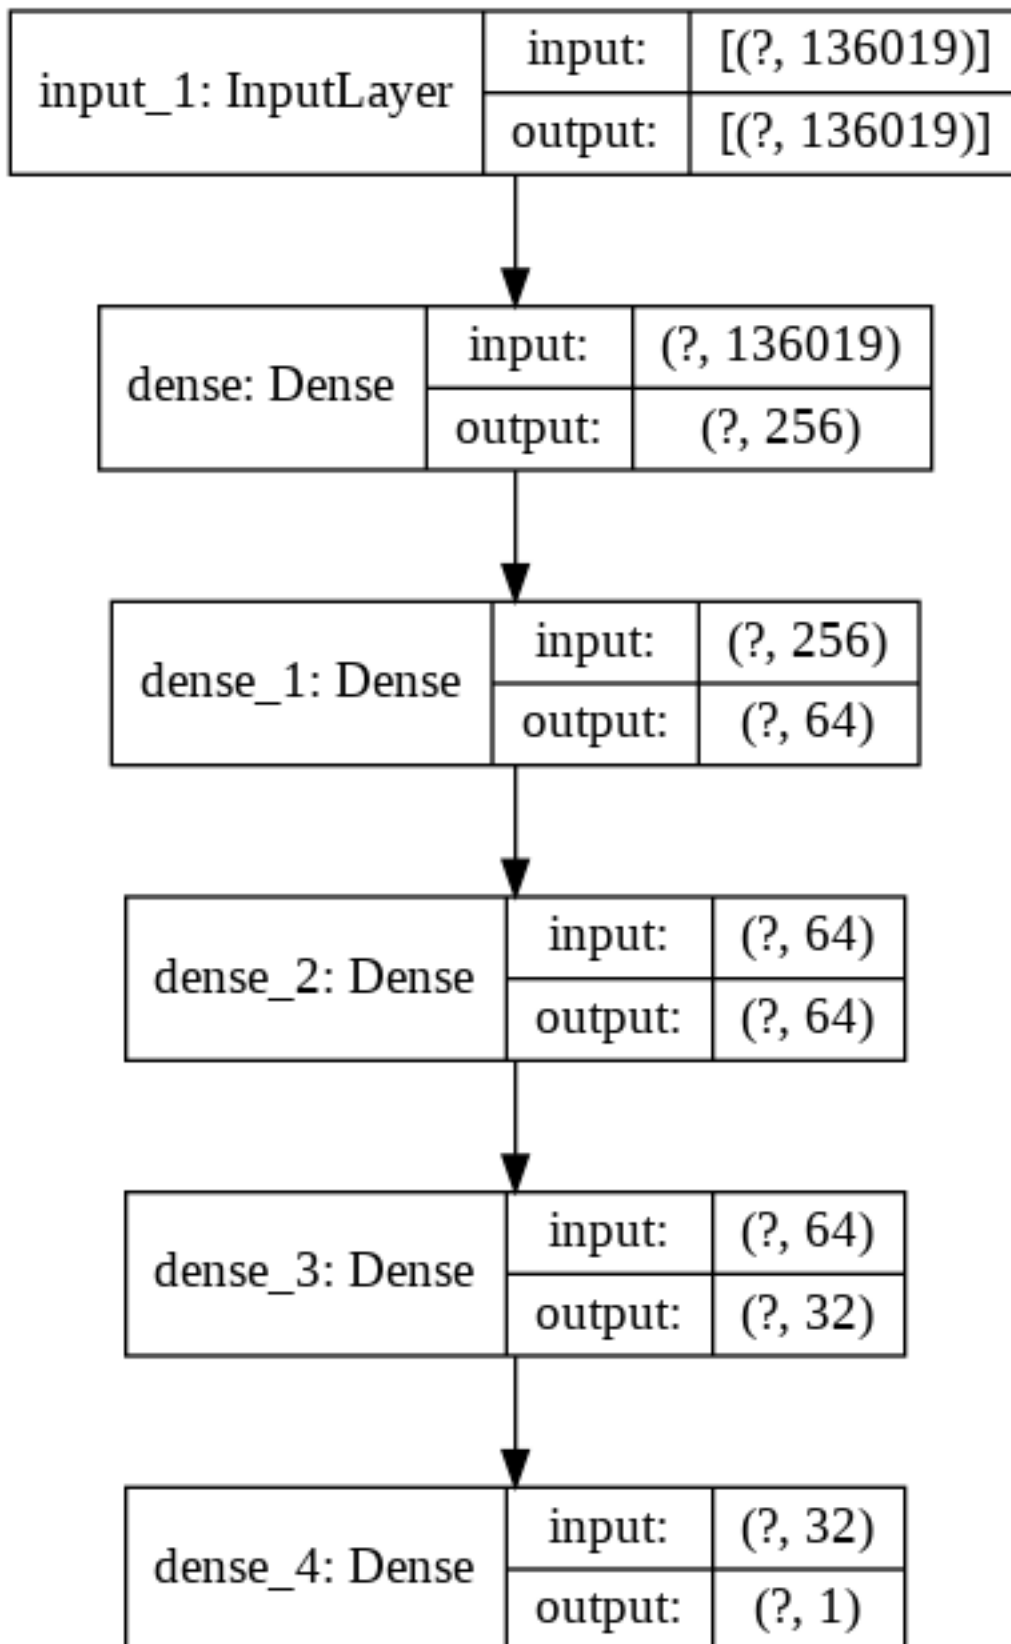 input_1: InputLayer
input: [(?, 136019)]
output: [(?, 136019)]
dense: Dense
input: (?, 136019)
output: (?, 256)
dense_1: Dense
input: (?, 256)
output: (?, 64)
dense_2: Dense
input: (?, 64)
output: (?, 64)
dense_3: Dense
input: (?, 64)
output: (?, 32)
dense_4: Dense
input: (?, 32)
output: (?, 1)